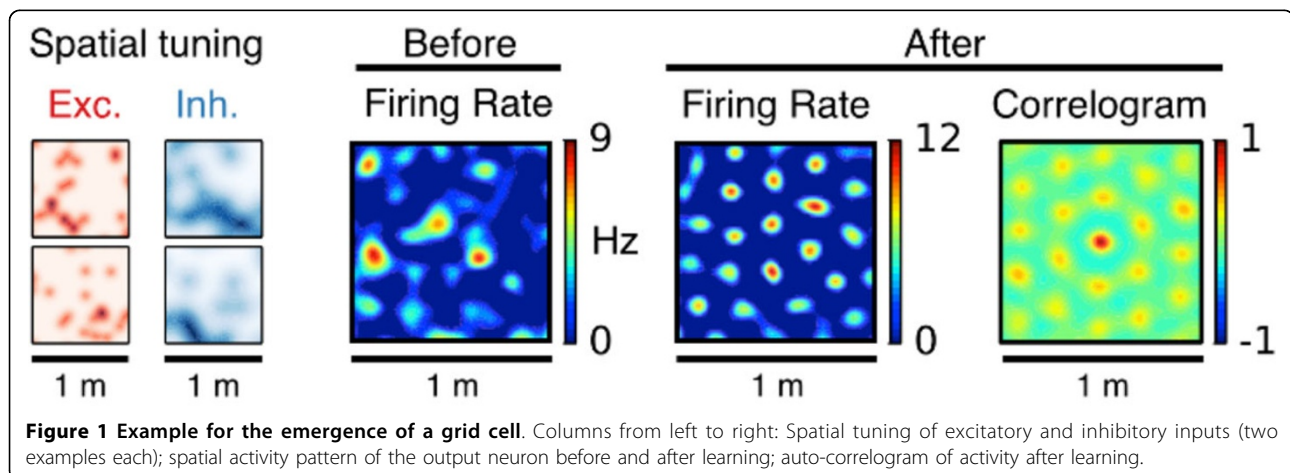 Spatial tuning
Before
After
Exc.
Inh.
Firing Rate
Firing Rate
Correlogram
9
Hz
0
12
0
1
-1
1 m
1 m
1 m
1 m
1 m
Figure 1 Example for the emergence of a grid cell. Columns from left to right: Spatial tuning of excitatory and inhibitory inputs (two
examples each); spatial activity pattern of the output neuron before and after learning; auto-correlogram of activity after learning.